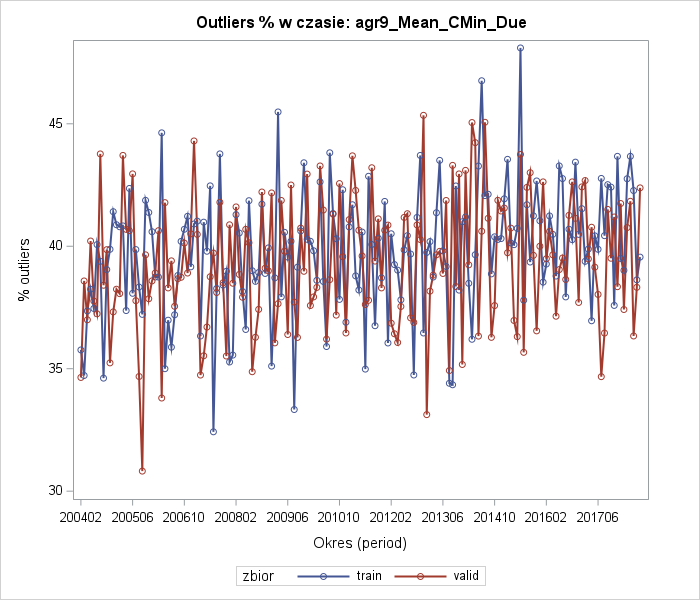 Outliers % w czasie: agr9_Mean_CMin_Due
% outliers
45
40
35
30
200402 200506 200610 200802 200906 201010 201202 201306 201410 201602 201706
Okres (period)
zbior train valid